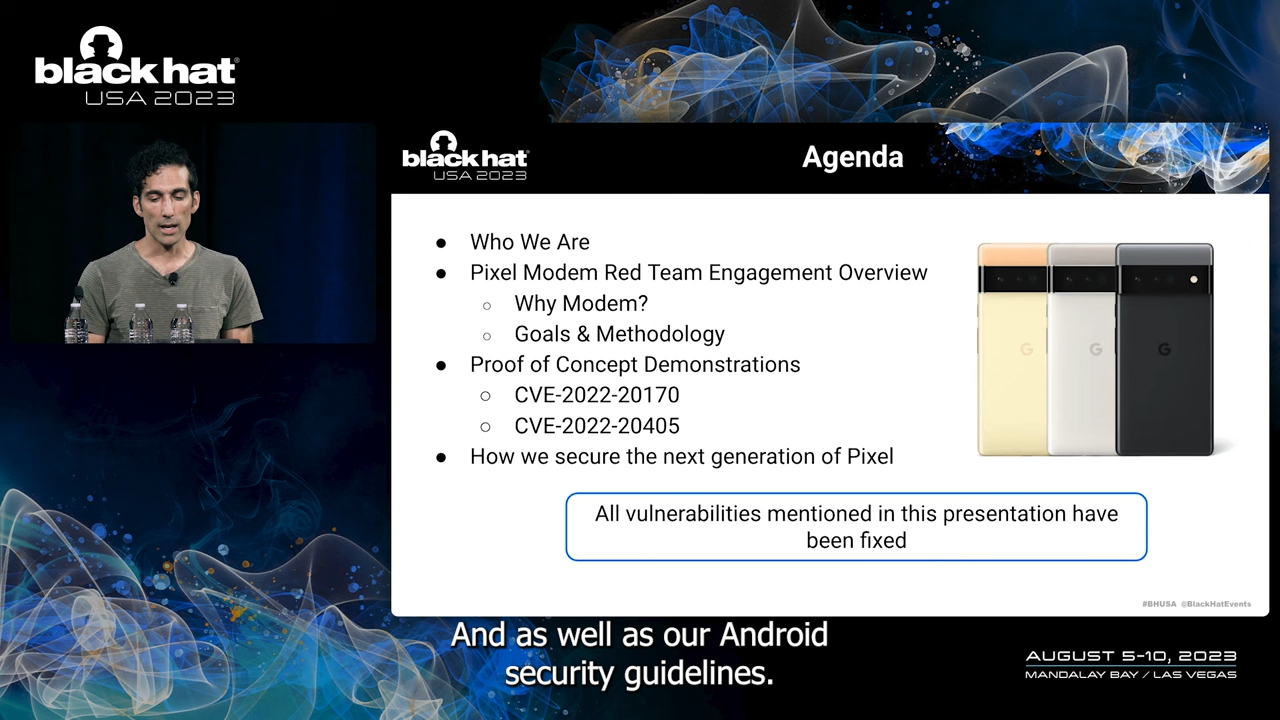 black hat®
USA 2023
black hat®
USA 2023
Agenda
● Who We Are
● Pixel Modem Red Team Engagement Overview
○ Why Modem?
○ Goals & Methodology
● Proof of Concept Demonstrations
○ CVE-2022-20170
○ CVE-2022-20405
● How we secure the next generation of Pixel
G
G
G
All vulnerabilities mentioned in this presentation have
been fixed
#BHUSA @BlackHatEvents
And as well as our Android
security guidelines.
AUGUST 5-10, 2023
MANDALAY BAY / LAS VEGAS